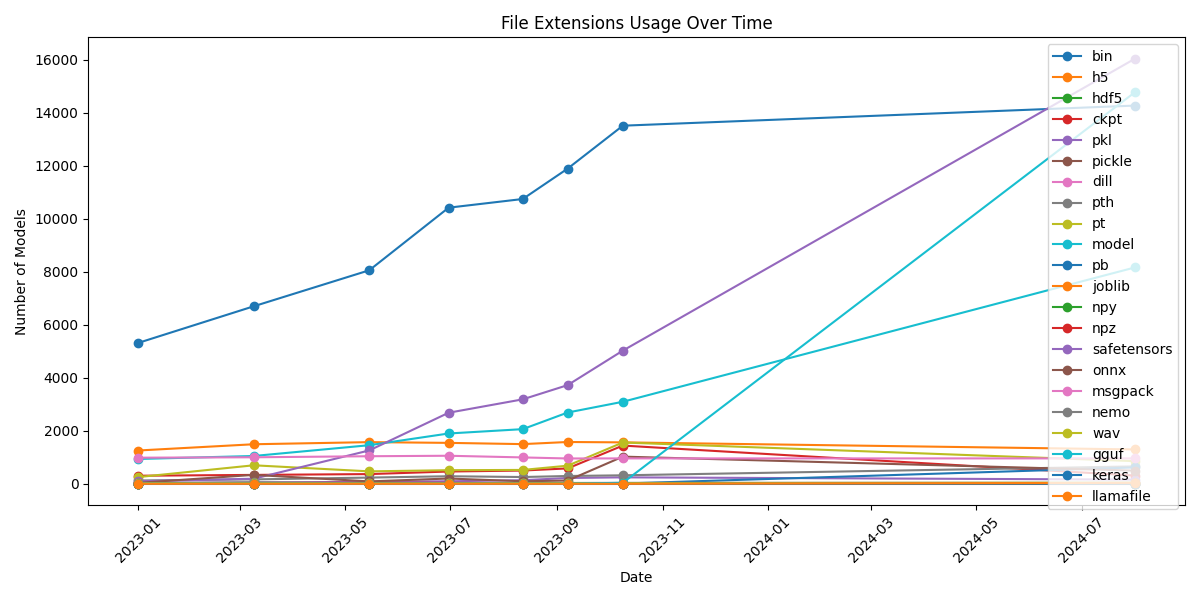 File Extensions Usage Over Time
Number of Models
16000
14000
12000
10000
8000
6000
4000
2000
0
2023-01
2023-03
2023-05
2023-07
2023-09
2023-11
2024-01
2024-03
2024-05
2024-07
Date
bin
h5
hdf5
ckpt
pkl
pickle
dill
pth
pt
model
pb
joblib
npy
npz
safetensors
onnx
msgpack
nemo
wav
gguf
keras
llamafile